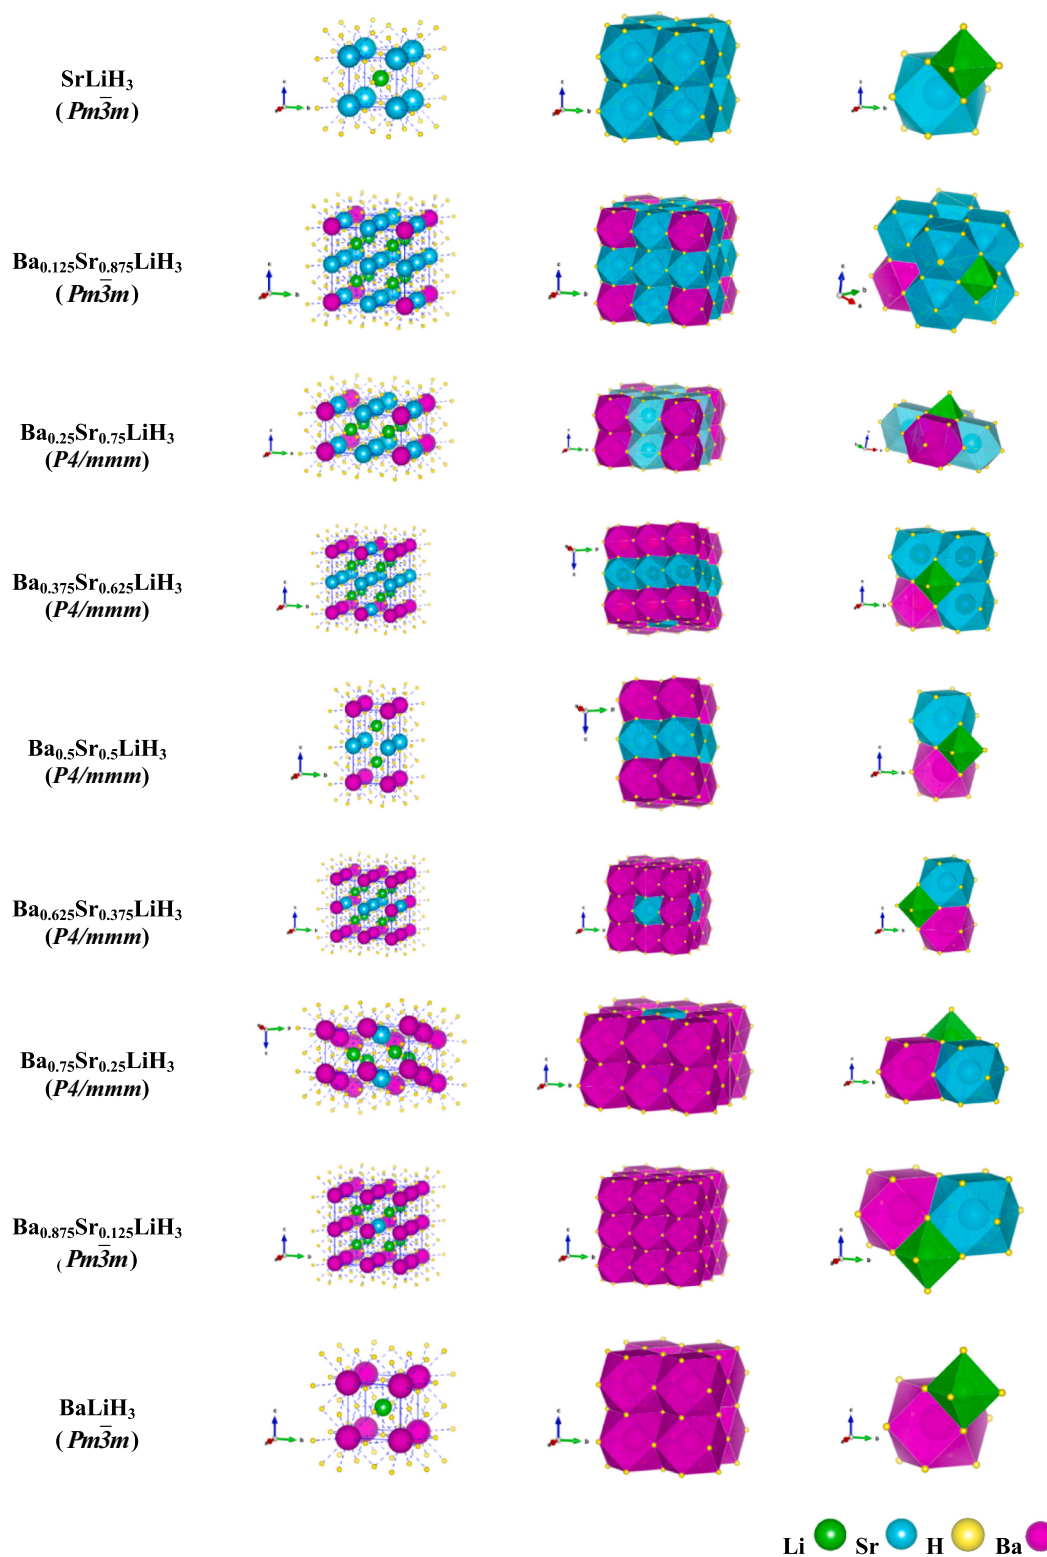 SrLiH₃
(Pm3̅m)
Ba₀.₁₂₅Sr₀.₈₇₅LiH₃
(Pm3̅m)
Ba₀.₂₅Sr₀.₇₅LiH₃
(P4/mmm)
Ba₀.₃₇₅Sr₀.₆₂₅LiH₃
(P4/mmm)
Ba₀.₅Sr₀.₅LiH₃
(P4/mmm)
Ba₀.₆₂₅Sr₀.₃₇₅LiH₃
(P4/mmm)
Ba₀.₇₅Sr₀.₂₅LiH₃
(P4/mmm)
Ba₀.₈₇₅Sr₀.₁₂₅LiH₃
(Pm3̅m)
BaLiH₃
(Pm3̅m)
Li Sr H Ba